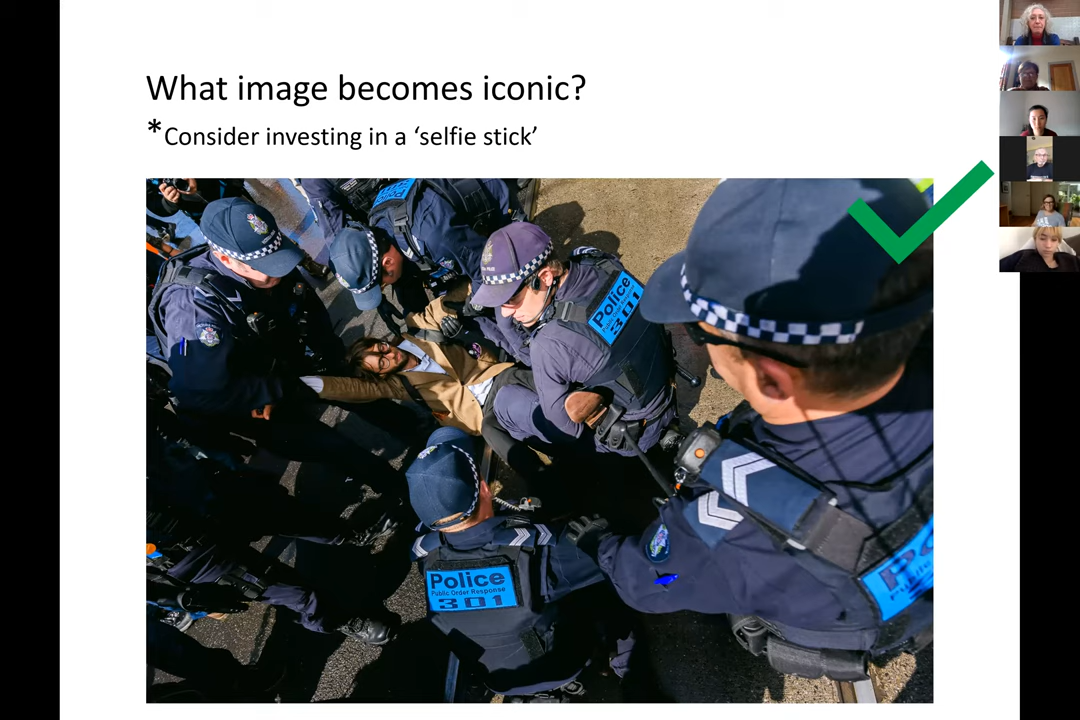 What image becomes iconic?
*Consider investing in a ‘selfie stick’
Police
301
Police
Public Order Response
301